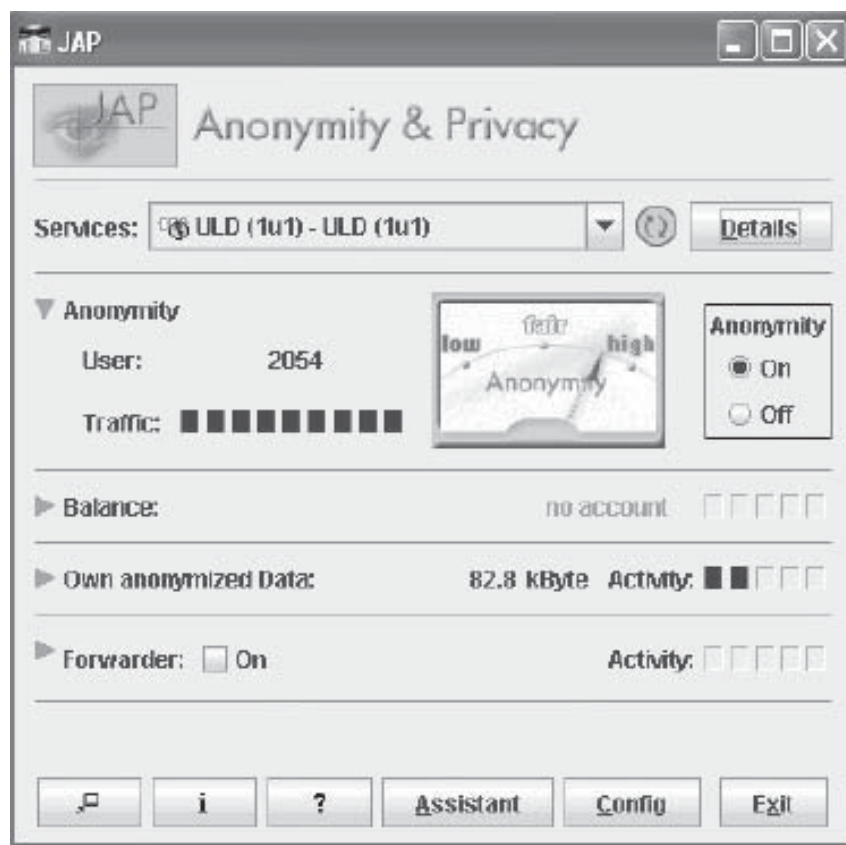 JAP
JAP Anonymity & Privacy
Services: ULD (1u1) - ULD (1u1) Details
Anonymity
User: 2054
Traffic:
low fair high
Anonymity
Anonymity
On
Off
Balance: no account
Own anonymized Data: 82.8 kByte Activity:
Forwarder: On Activity:
i ? Assistant Config Exit